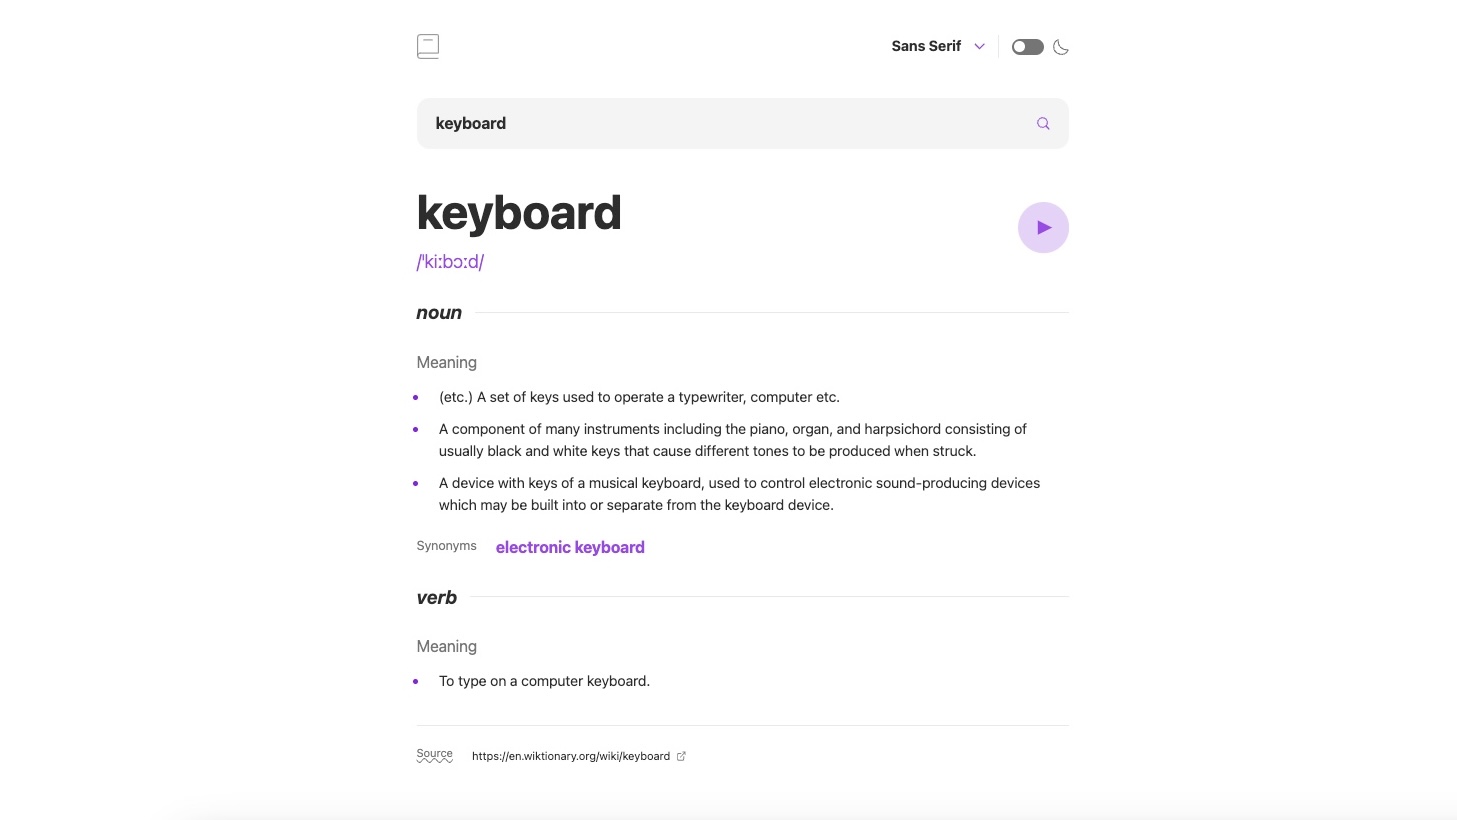 Sans Serif
keyboard
keyboard
/ˈkiːbɔːd/
noun
Meaning
(etc.) A set of keys used to operate a typewriter, computer etc.
A component of many instruments including the piano, organ, and harpsichord consisting of
usually black and white keys that cause different tones to be produced when struck.
A device with keys of a musical keyboard, used to control electronic sound-producing devices
which may be built into or separate from the keyboard device.
Synonyms electronic keyboard
verb
Meaning
To type on a computer keyboard.
Source https://en.wiktionary.org/wiki/keyboard